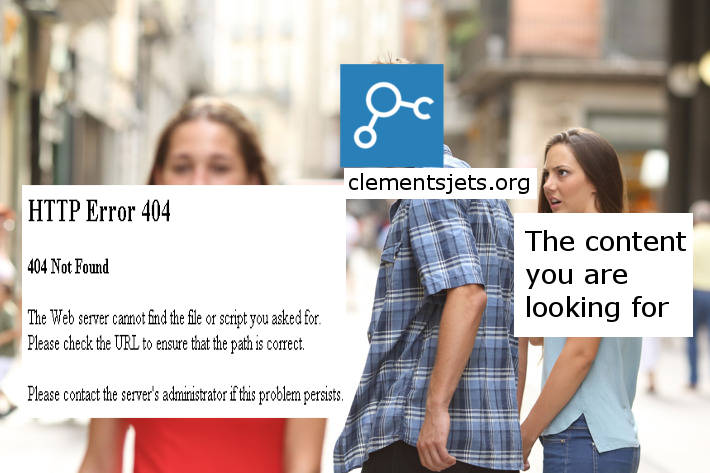 clementsjets.org
HTTP Error 404
404 Not Found
The Web server cannot find the file or script you asked for.
Please check the URL to ensure that the path is correct.
Please contact the server's administrator if this problem persists.
The content
you are
looking for